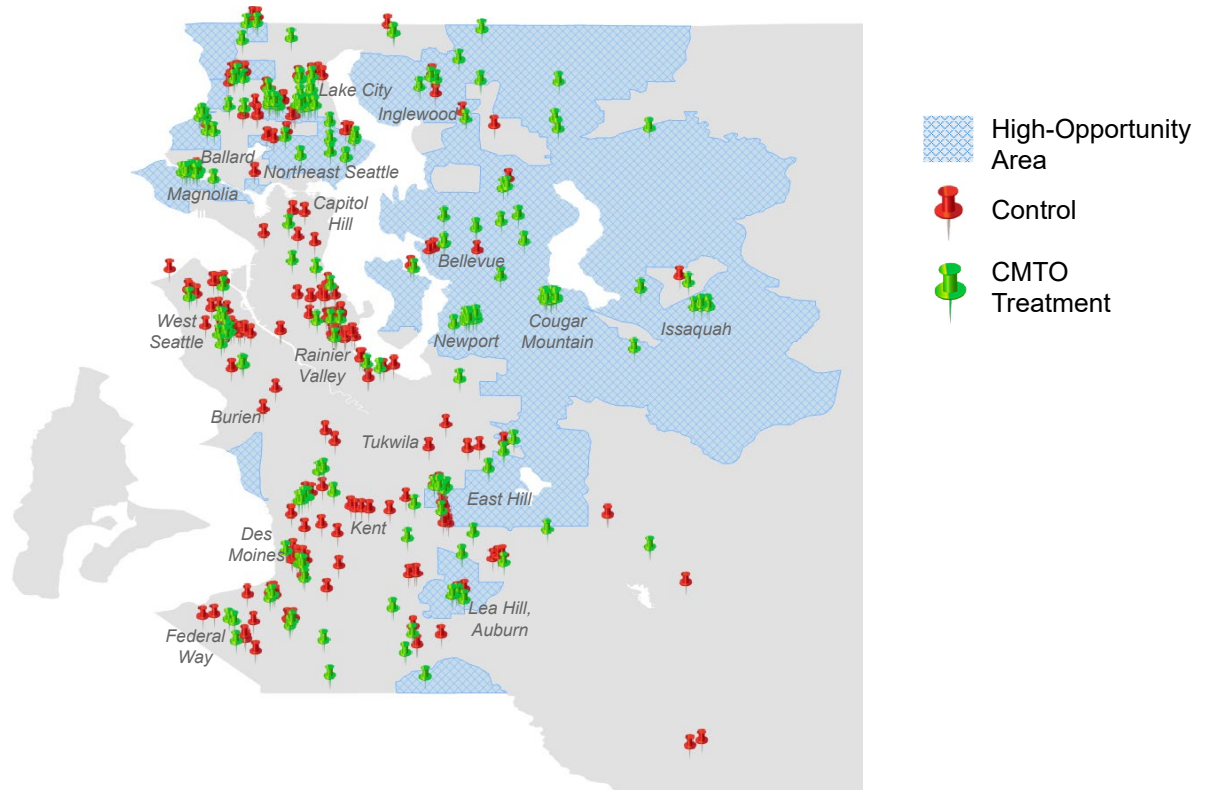 Lake City
Inglewood
Ballard
Northeast Seattle
Magnolia
Capitol
Hill
Bellevue
West
Seattle
Newport
Cougar
Mountain
Issaquah
Rainier
Valley
Burien
Tukwila
East Hill
Kent
Des
Moines
Lea Hill,
Auburn
Federal
Way
High-Opportunity
Area
Control
CMTO
Treatment